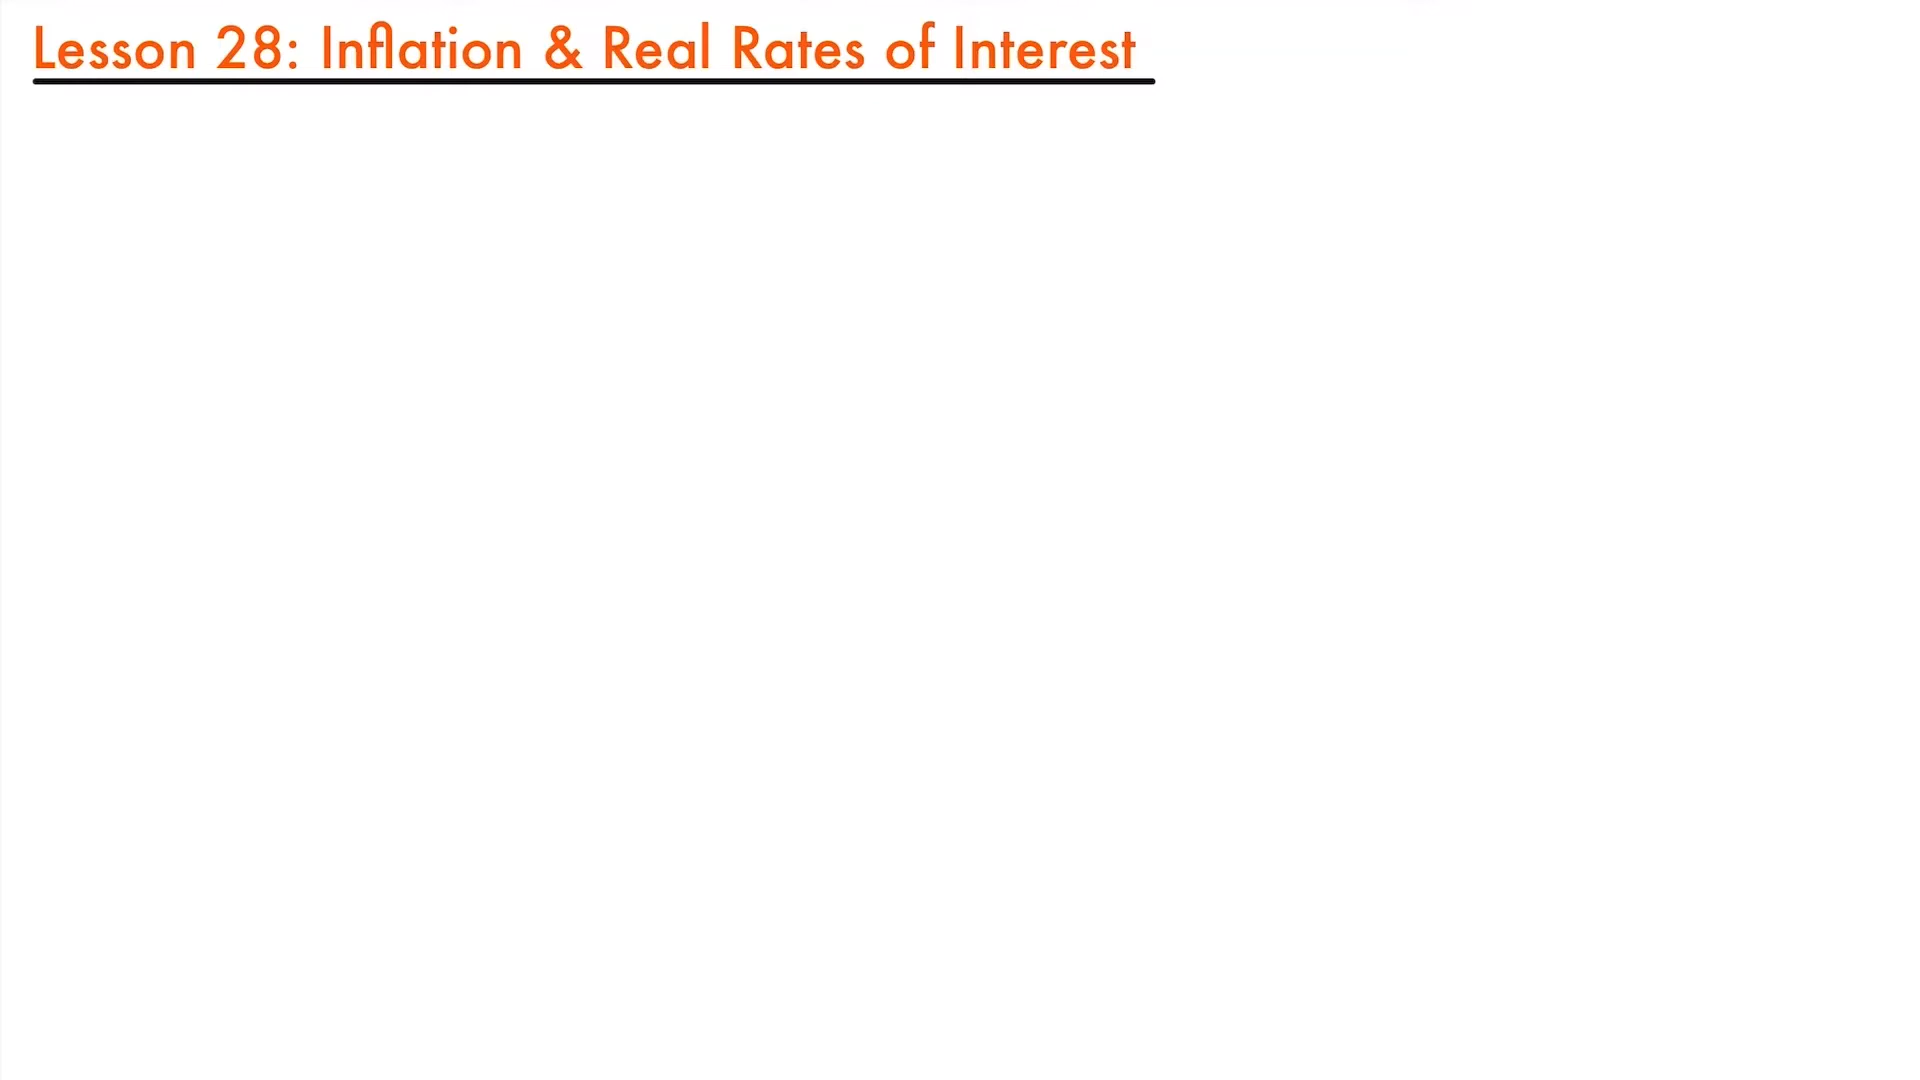 Lesson 28: Inflation & Real Rates of Interest